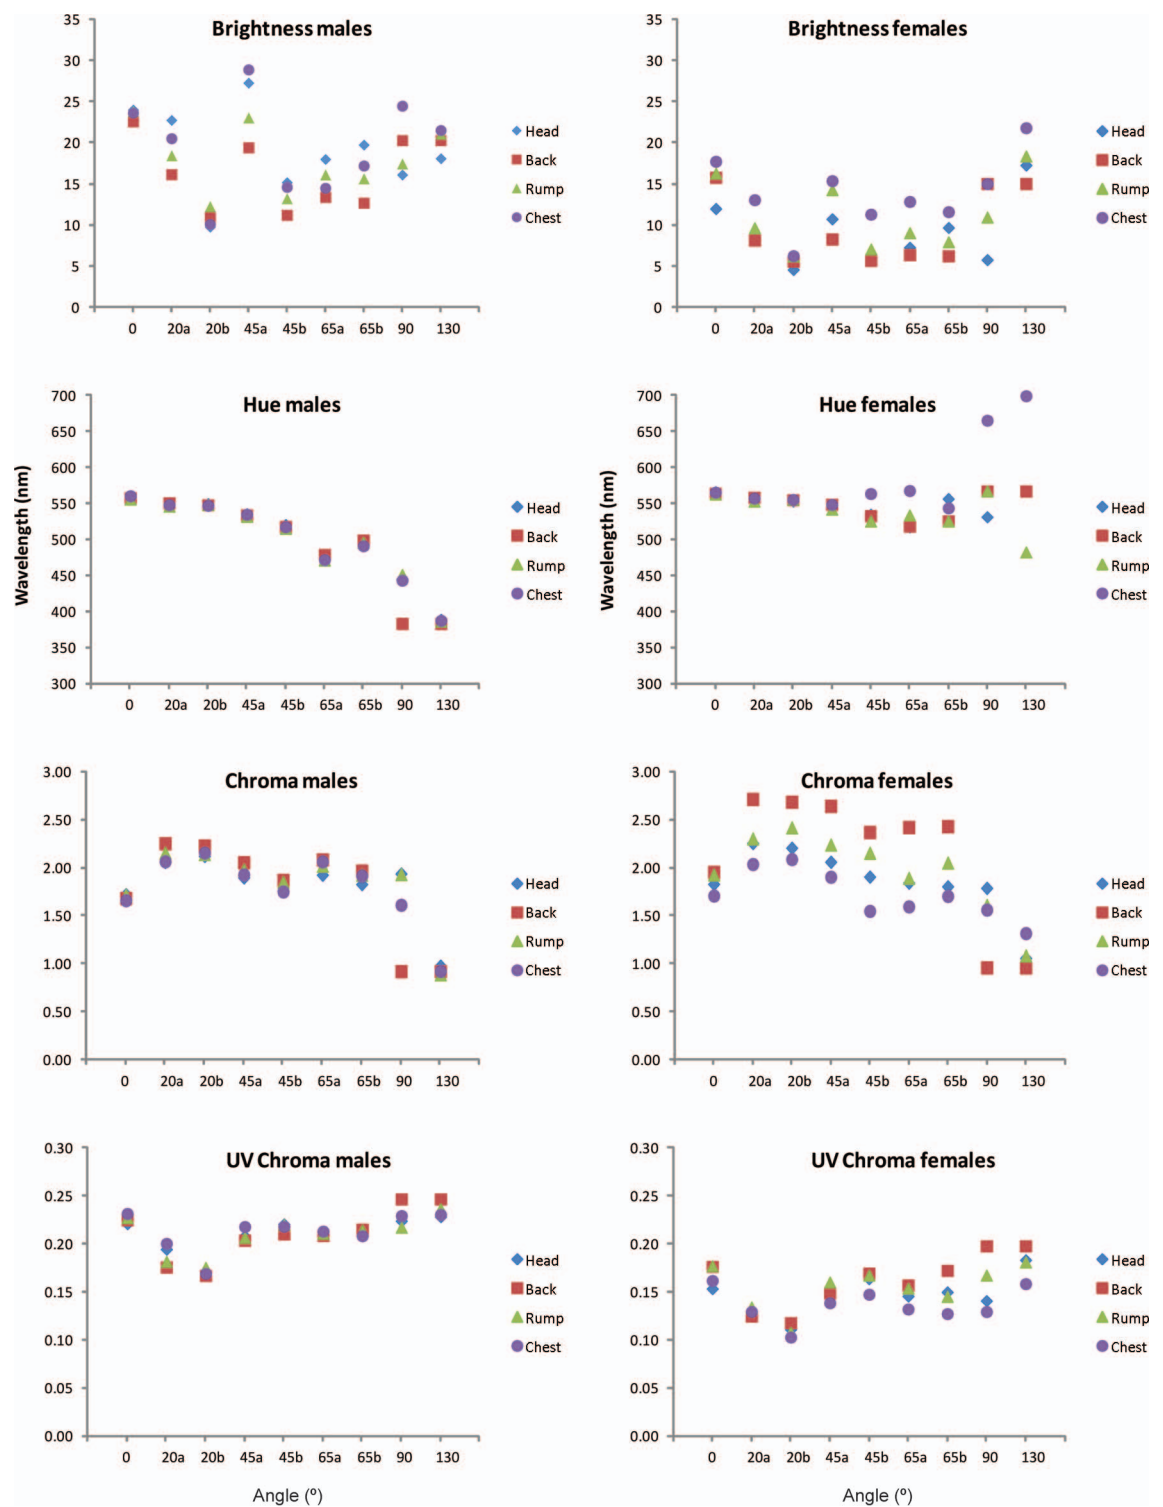 Brightness males
35
30
25
20
15
10
5
0
0 20a 20b 45a 45b 65a 65b 90 130
Head
Back
Rump
Chest
Brightness females
35
30
25
20
15
10
5
0
0 20a 20b 45a 45b 65a 65b 90 130
Head
Back
Rump
Chest
Hue males
Wavelength (nm)
700
650
600
550
500
450
400
350
300
0 20a 20b 45a 45b 65a 65b 90 130
Head
Back
Rump
Chest
Hue females
Wavelength (nm)
700
650
600
550
500
450
400
350
300
0 20a 20b 45a 45b 65a 65b 90 130
Head
Back
Rump
Chest
Chroma males
3.00
2.50
2.00
1.50
1.00
0.50
0.00
0 20a 20b 45a 45b 65a 65b 90 130
Head
Back
Rump
Chest
Chroma females
3.00
2.50
2.00
1.50
1.00
0.50
0.00
0 20a 20b 45a 45b 65a 65b 90 130
Head
Back
Rump
Chest
UV Chroma males
0.30
0.25
0.20
0.15
0.10
0.05
0.00
0 20a 20b 45a 45b 65a 65b 90 130
Head
Back
Rump
Chest
Angle (º)
UV Chroma females
0.30
0.25
0.20
0.15
0.10
0.05
0.00
0 20a 20b 45a 45b 65a 65b 90 130
Head
Back
Rump
Chest
Angle (º)